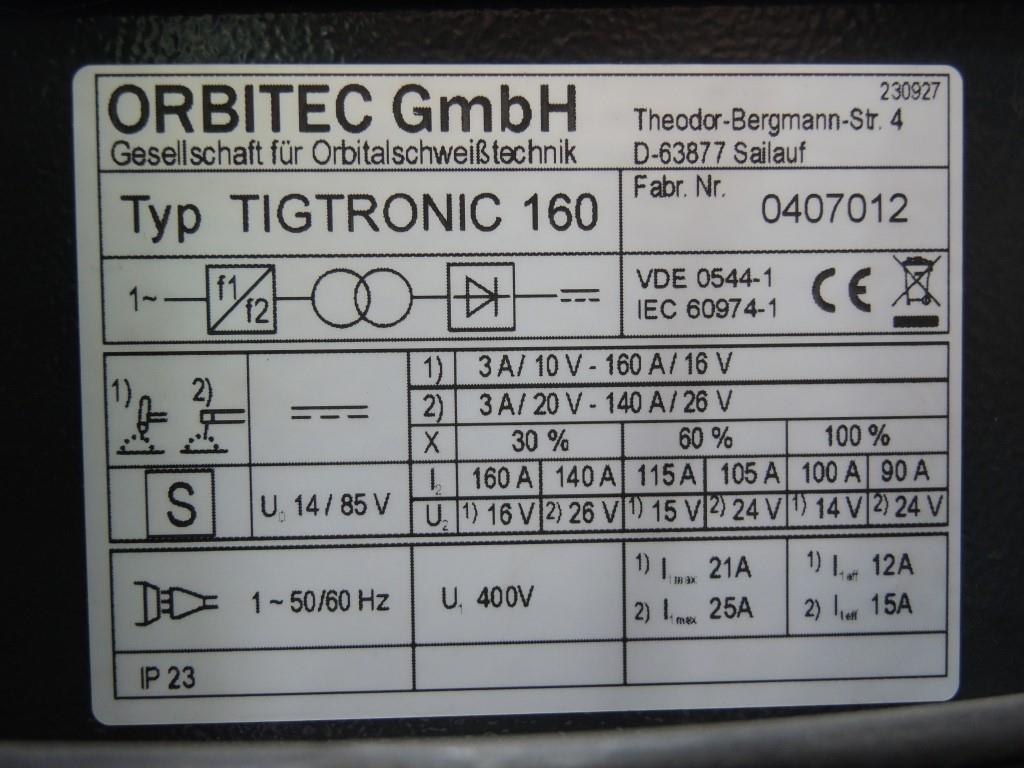 230927
ORBITEC GmbH
Gesellschaft für Orbitalschweißtechnik
Theodor-Bergmann-Str. 4
D-63877 Sailauf
Typ TIGTRONIC 160
Fabr. Nr. 0407012
1~ f1/f2
VDE 0544-1
IEC 60974-1
CE
1) 2)
1) 3 A / 10 V - 160 A / 16 V
2) 3 A / 20 V - 140 A / 26 V
X 30 % 60 % 100 %
I2 160 A 140 A 115 A 105 A 100 A 90 A
S U0 14 / 85 V
U2 1) 16 V 2) 26 V 1) 15 V 2) 24 V 1) 14 V 2) 24 V
1 ~ 50/60 Hz U1 400V
1) I1max 21A 1) I1eff 12A
2) I1max 25A 2) I1eff 15A
IP 23